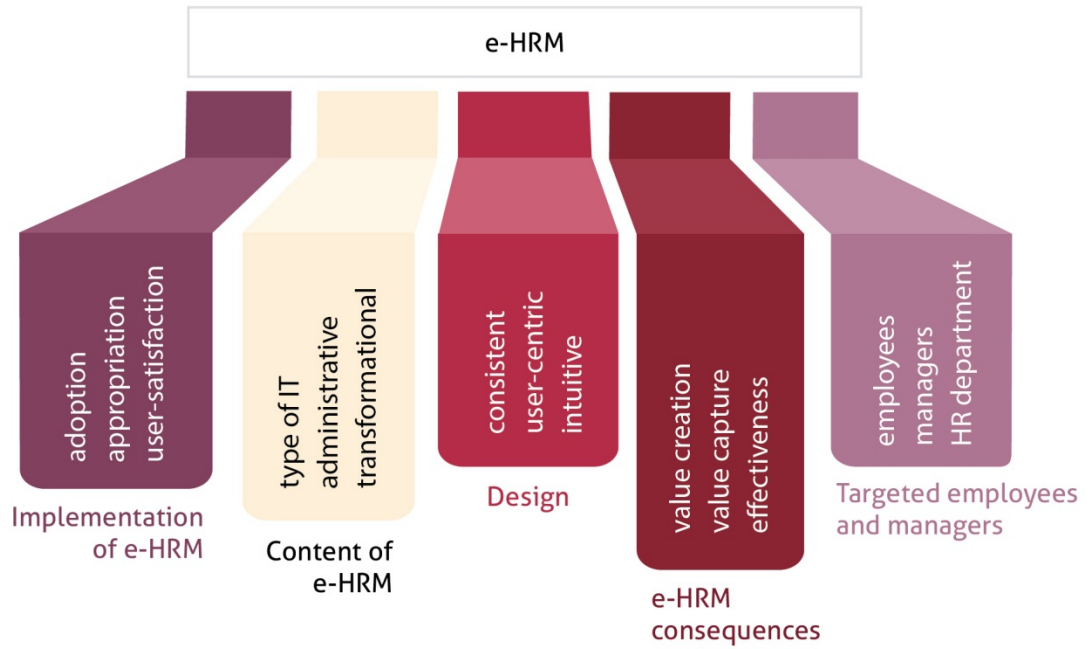 e-HRM
adoption
appropriation
user-satisfaction
Implementation
of e-HRM
type of IT
administrative
transformational
Content of
e-HRM
consistent
user-centric
intuitive
Design
value creation
value capture
effectiveness
e-HRM
consequences
employees
managers
HR department
Targeted employees
and managers